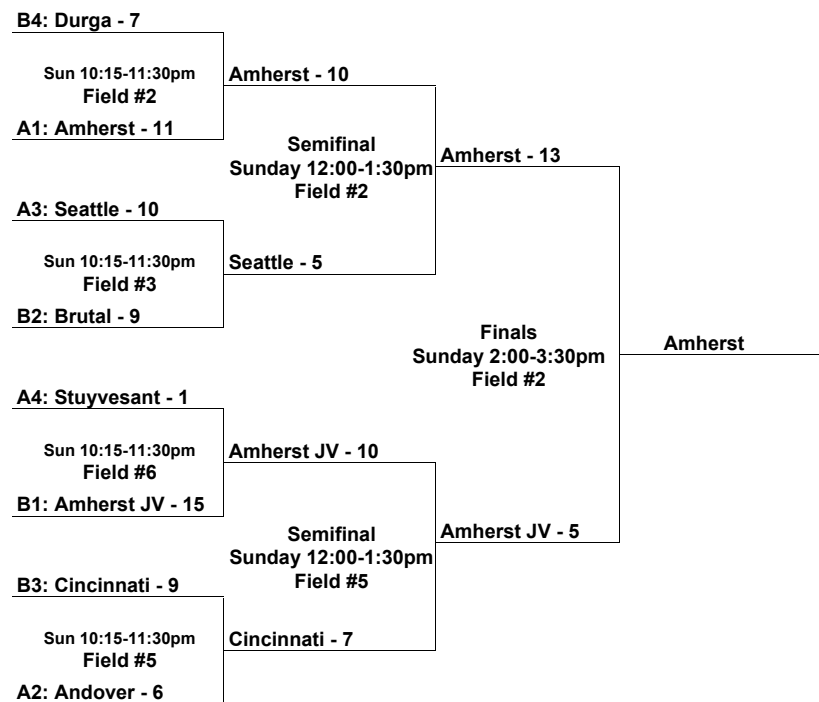 B4: Durga - 7
Sun 10:15-11:30pm
Field #2
A1: Amherst - 11
A3: Seattle - 10
Sun 10:15-11:30pm
Field #3
B2: Brutal - 9
A4: Stuyvesant - 1
Sun 10:15-11:30pm
Field #6
B1: Amherst JV - 15
B3: Cincinnati - 9
Sun 10:15-11:30pm
Field #5
A2: Andover - 6
Amherst - 10
Semifinal
Sunday 12:00-1:30pm
Field #2
Seattle - 5
Amherst JV - 10
Semifinal
Sunday 12:00-1:30pm
Field #5
Cincinnati - 7
Amherst - 13
Finals
Sunday 2:00-3:30pm
Field #2
Amherst JV - 5
Amherst